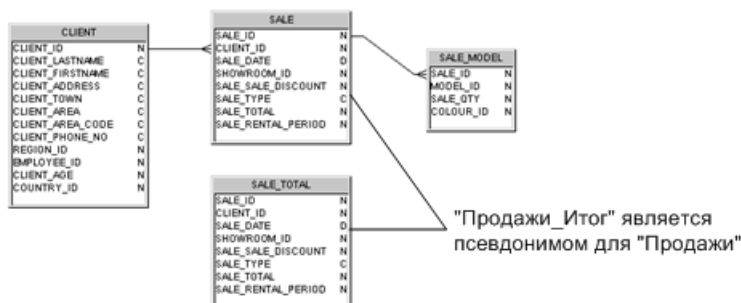 CLIENT
CLIENT_ID N
CLIENT_LASTNAME C
CLIENT_FIRSTNAME C
CLIENT_ADDRESS C
CLIENT_TOWN C
CLIENT_AREA C
CLIENT_AREA_CODE C
CLIENT_PHONE_NO C
REGION_ID N
EMPLOYEE_ID N
CLIENT_AGE N
COUNTRY_ID N
SALE
SALE_ID N
CLIENT_ID N
SALE_DATE D
SHOWROOM_ID N
SALE_SALE_DISCOUNT N
SALE_TYPE C
SALE_TOTAL N
SALE_RENTAL_PERIOD N
SALE_MODEL
SALE_ID N
MODEL_ID N
SALE_QTY N
COLOUR_ID N
SALE_TOTAL
SALE_ID N
CLIENT_ID N
SALE_DATE D
SHOWROOM_ID N
SALE_SALE_DISCOUNT N
SALE_TYPE C
SALE_TOTAL N
SALE_RENTAL_PERIOD N
"Продажи_Итог" является
псевдонимом для "Продажи"